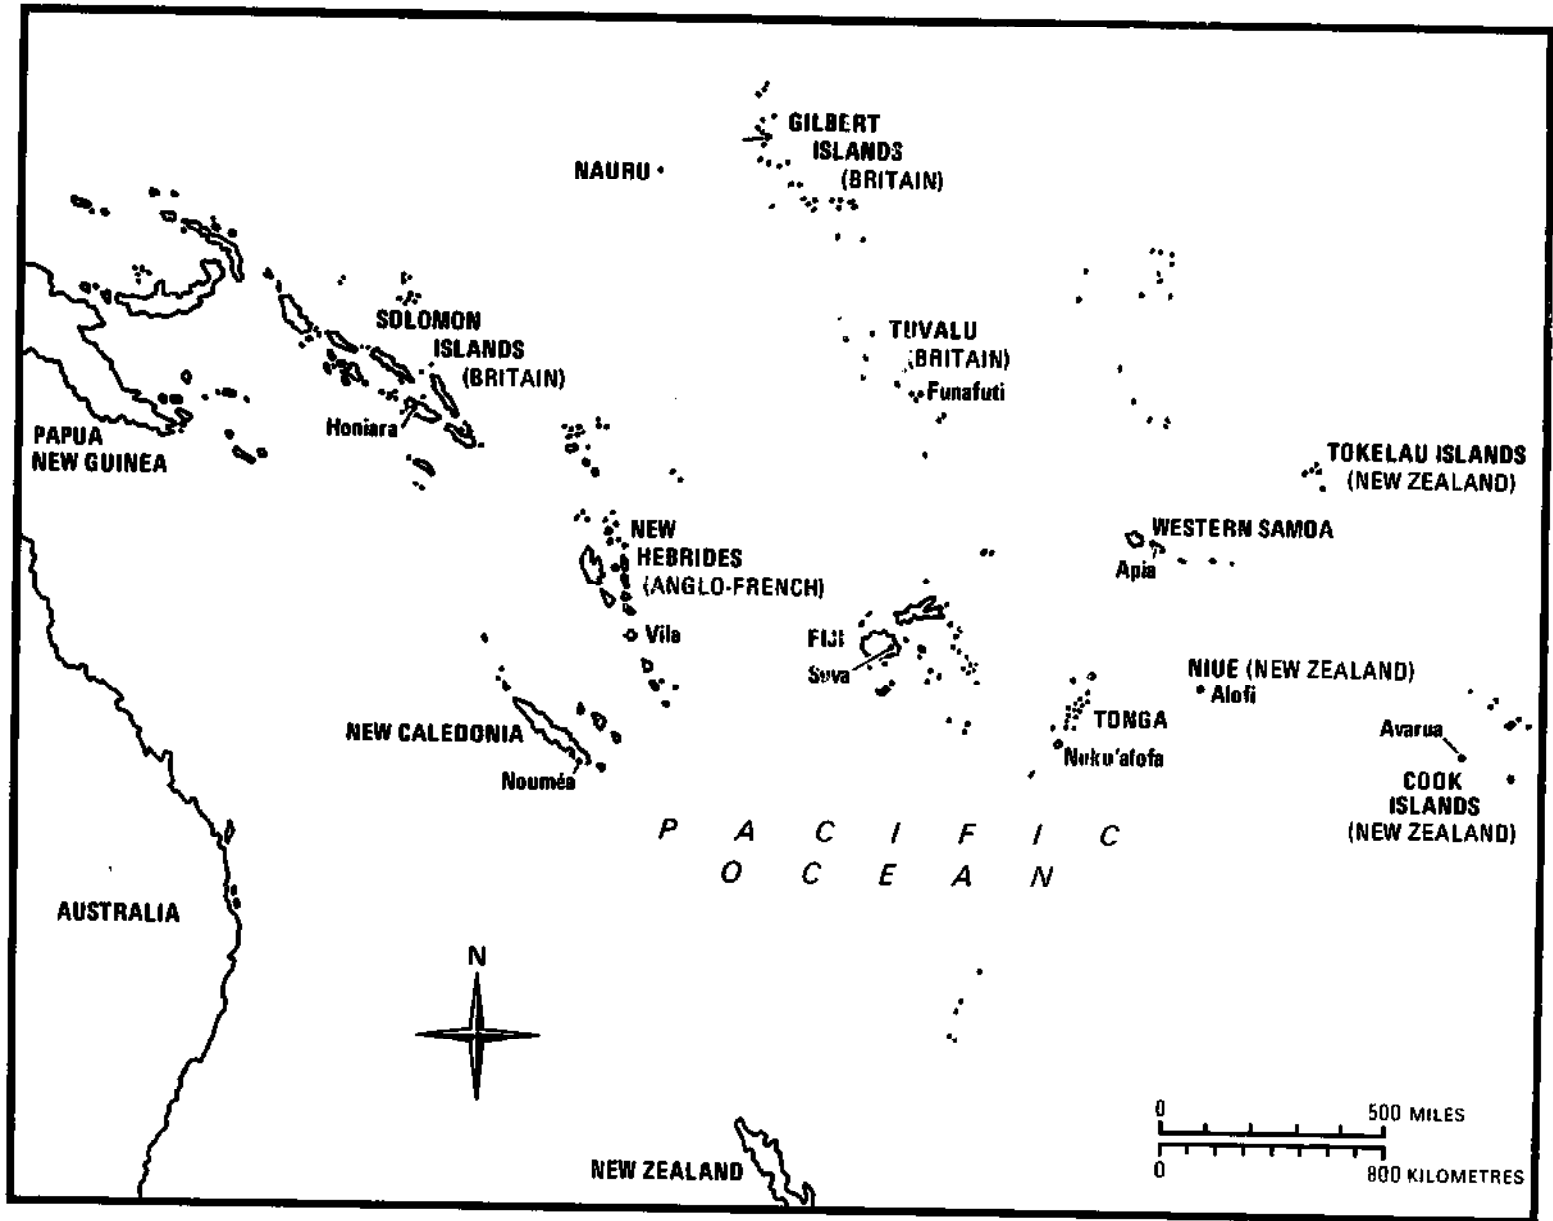 GILBERT
ISLANDS
(BRITAIN)
NAURU
SOLOMON
ISLANDS
(BRITAIN)
Honiara
PAPUA
NEW GUINEA
TUVALU
(BRITAIN)
Funafuti
TOKELAU ISLANDS
(NEW ZEALAND)
NEW
HEBRIDES
(ANGLO-FRENCH)
Vila
WESTERN SAMOA
Apia
FIJI
Suva
NIUE (NEW ZEALAND)
Alofi
TONGA
Nuku'alofa
NEW CALEDONIA
Nouméa
Avarua
COOK
ISLANDS
(NEW ZEALAND)
PACIFIC
OCEAN
AUSTRALIA
N
NEW ZEALAND
0 500 MILES
0 800 KILOMETRES